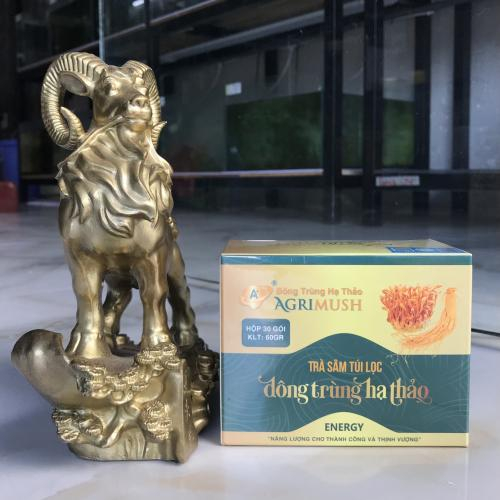 A
Đông Trùng Hạ Thảo
AGRIMUSH
HỘP 30 GÓI
KLT: 60GR
TRÀ SÂM TÚI LỌC
đông trùng hạ thảo
ENERGY
"NĂNG LƯỢNG CHO THÀNH CÔNG VÀ THỊNH VƯỢNG"